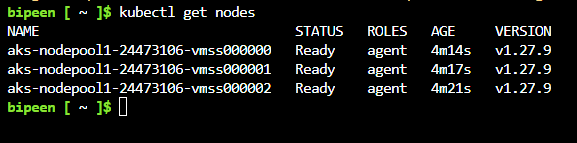 bipeen [ ~ ]$ kubectl get nodes
NAME STATUS ROLES AGE VERSION
aks-nodepool1-24473106-vmss000000 Ready agent 4m14s v1.27.9
aks-nodepool1-24473106-vmss000001 Ready agent 4m17s v1.27.9
aks-nodepool1-24473106-vmss000002 Ready agent 4m21s v1.27.9
bipeen [ ~ ]$